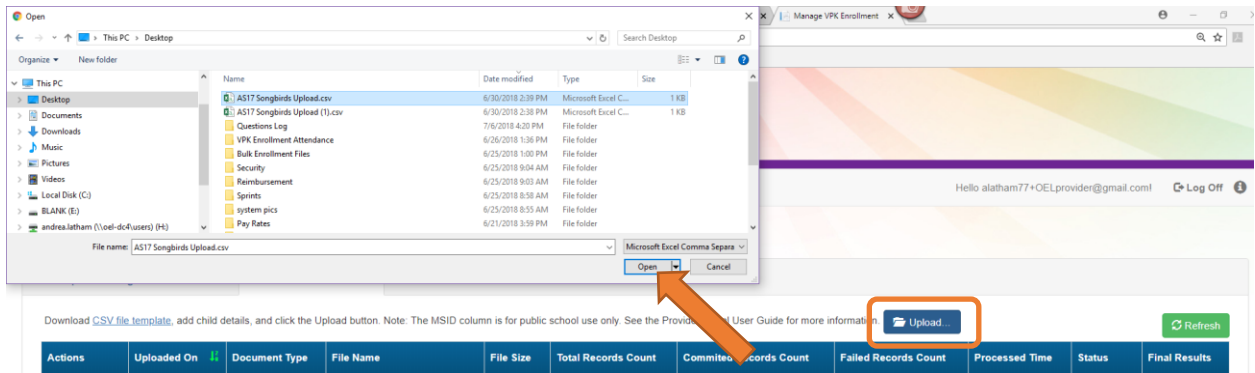 Open
x
Manage VPK Enrollment x
This PC > Desktop
Search Desktop
Organize
New folder
This PC
Desktop
Documents
Downloads
Music
Pictures
Videos
Local Disk (C:)
BLANK (E:)
andrea.latham (\\oel-dc4\users) (H:)
Name Date modified Type Size
AS17 Songbirds Upload.csv 6/30/2018 2:39 PM Microsoft Excel C... 1 KB
AS17 Songbirds Upload (1).csv 6/30/2018 2:38 PM Microsoft Excel C... 1 KB
Questions Log 7/6/2018 4:20 PM File folder
VPK Enrollment Attendance 6/26/2018 1:36 PM File folder
Bulk Enrollment Files 6/25/2018 1:00 PM File folder
Security 6/25/2018 9:04 AM File folder
Reimbursement 6/25/2018 9:03 AM File folder
Sprints 6/25/2018 8:58 AM File folder
system pics 6/25/2018 8:55 AM File folder
Pay Rates 6/21/2018 3:59 PM File folder
File name: AS17 Songbirds Upload.csv
Microsoft Excel Comma Separa
Open Cancel
Hello alatham77+OELprovider@gmail.com! Log Off
Download CSV file template, add child details, and click the Upload button. Note: The MSID column is for public school use only. See the User Guide for more information. Upload...
Refresh
Actions Uploaded On Document Type File Name File Size Total Records Count Commited Records Count Failed Records Count Processed Time Status Final Results